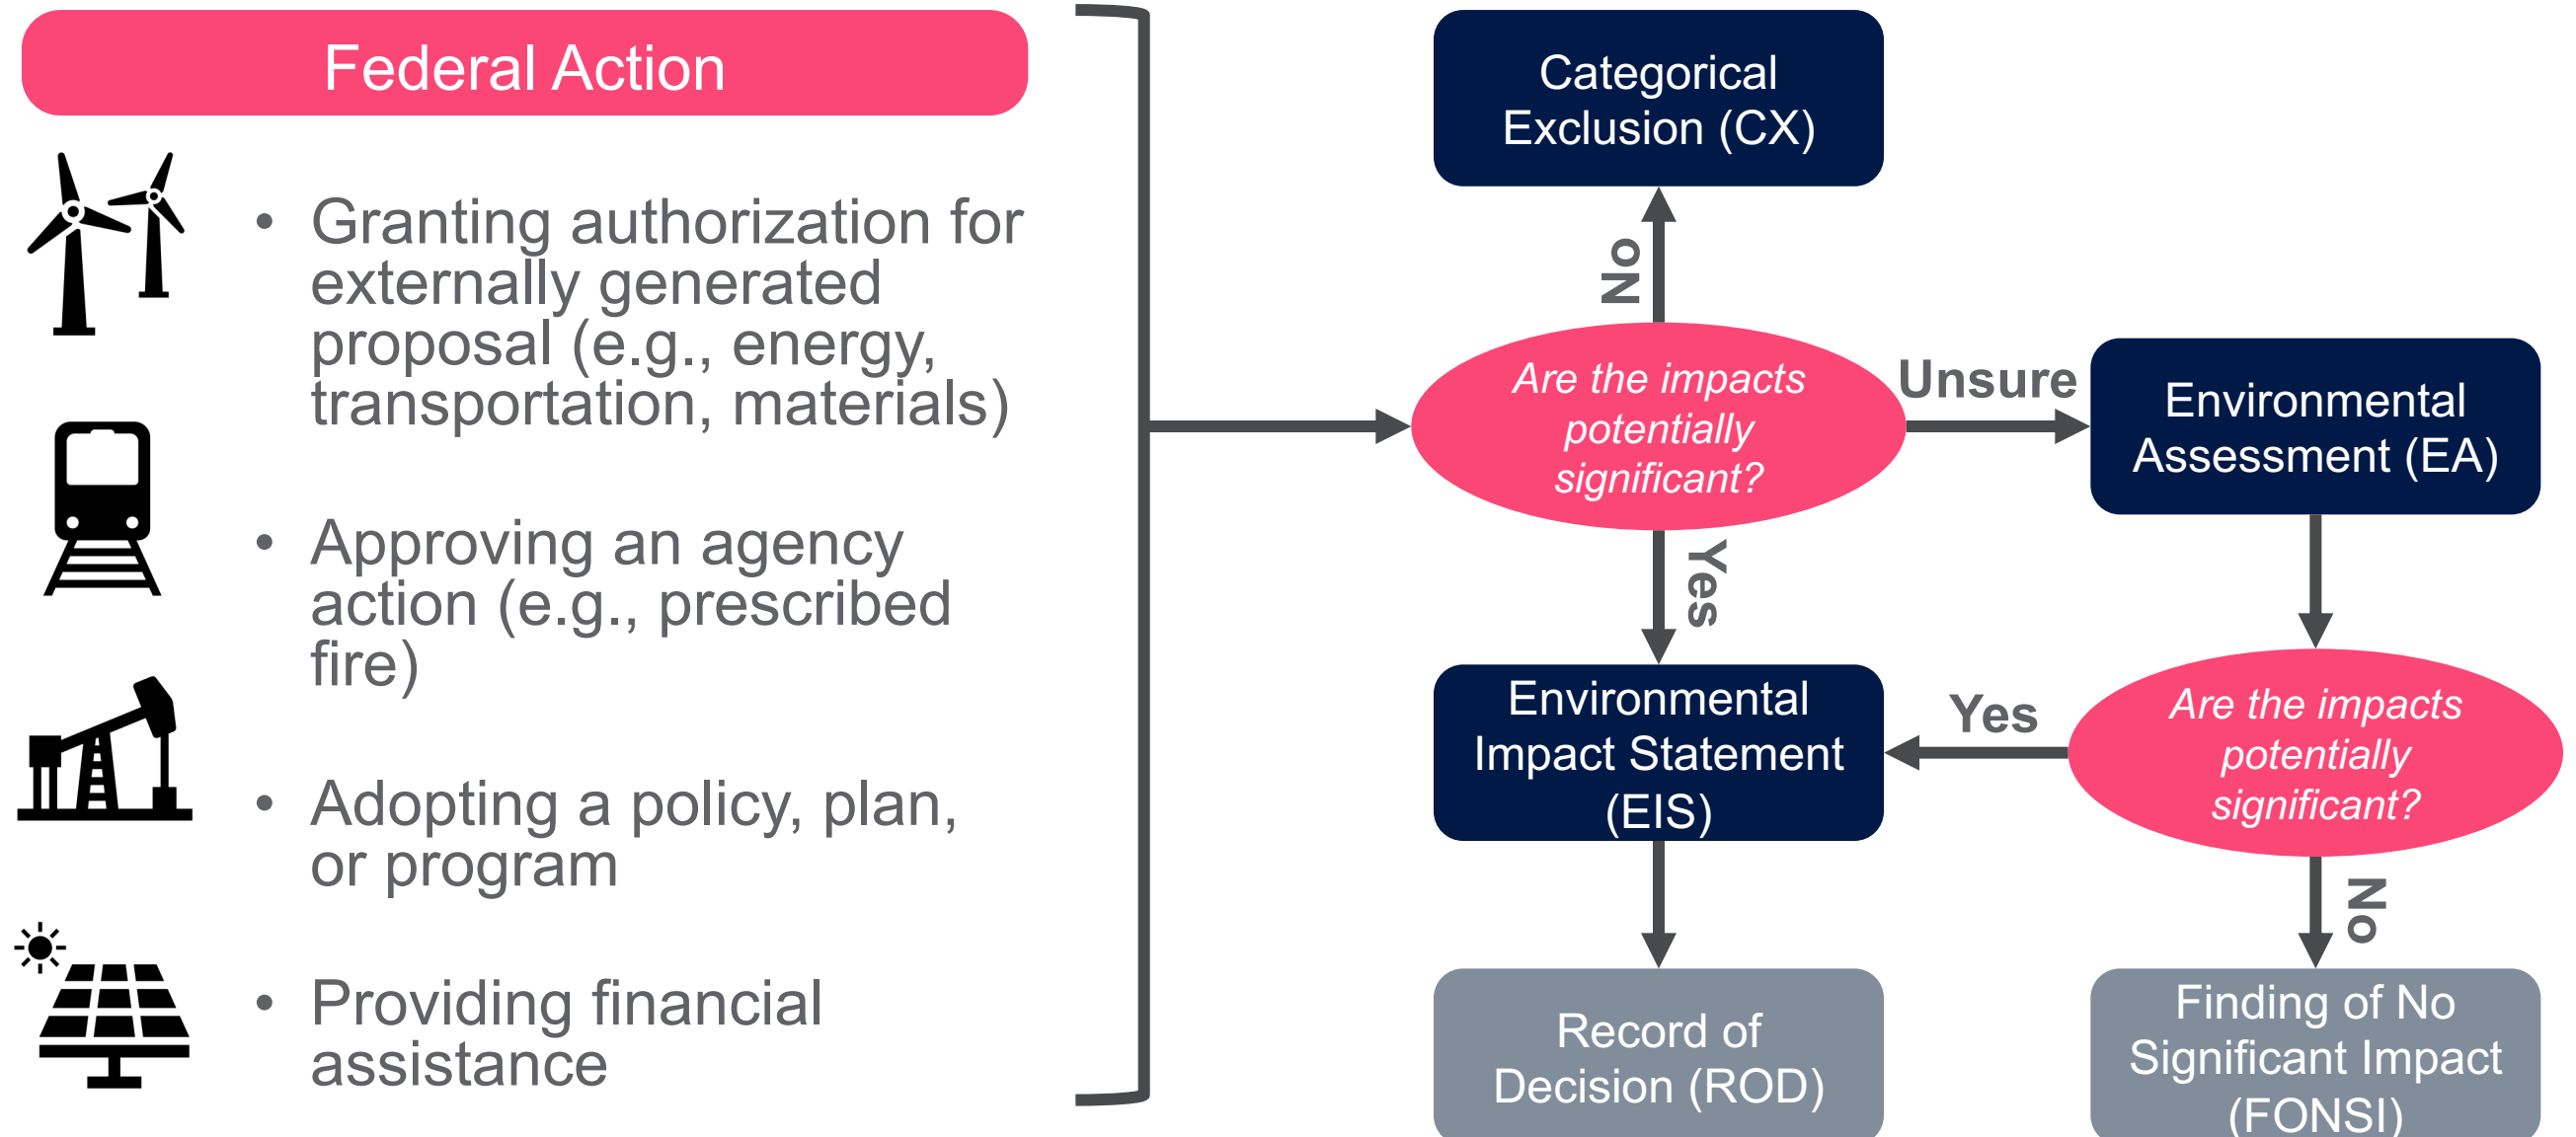 Federal Action
• Granting authorization for
externally generated
proposal (e.g., energy,
transportation, materials)
• Approving an agency
action (e.g., prescribed
fire)
• Adopting a policy, plan,
or program
• Providing financial
assistance
Categorical
Exclusion (CX)
No
Are the impacts
potentially
significant?
Unsure
Environmental
Assessment (EA)
Yes
Environmental
Impact Statement
(EIS)
Yes
Are the impacts
potentially
significant?
No
Record of
Decision (ROD)
Finding of No
Significant Impact
(FONSI)